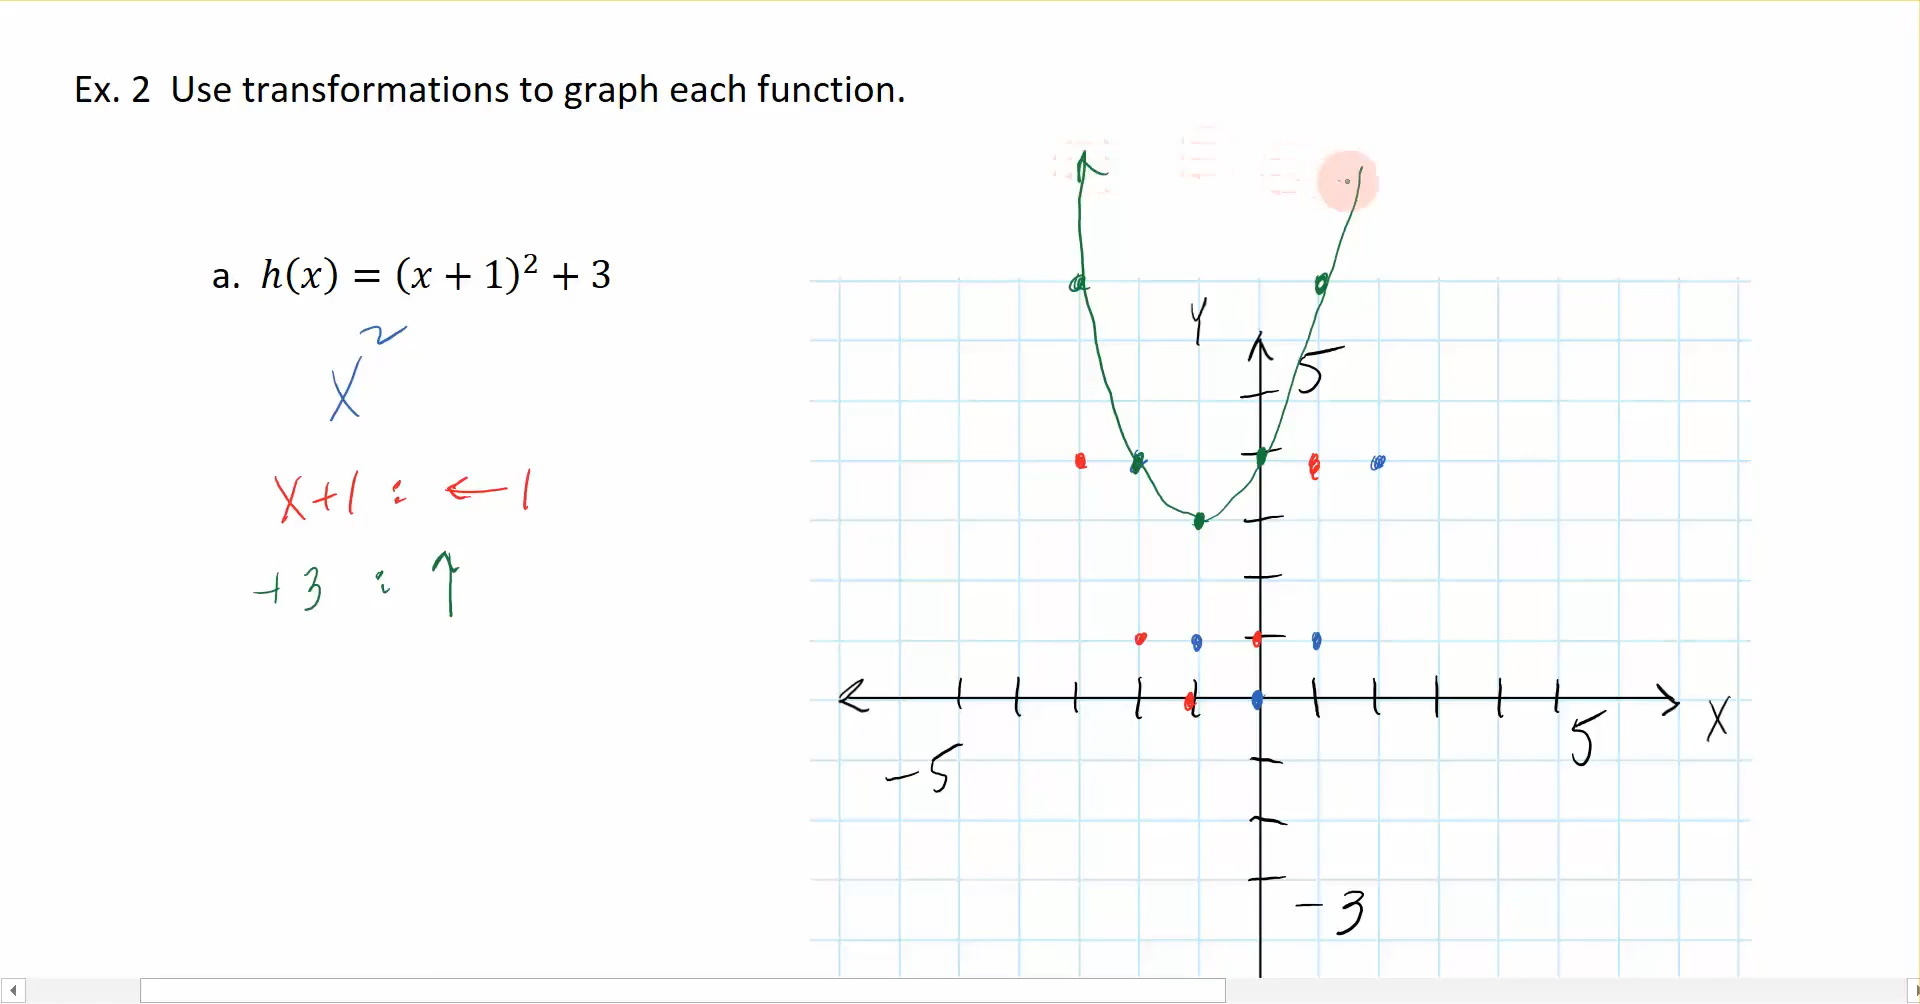 Ex. 2 Use transformations to graph each function.
a. h(x) = (x + 1)² + 3
x²
x+1 : ← 1
+3 : ↑
Y
5
-5
5
X
-3